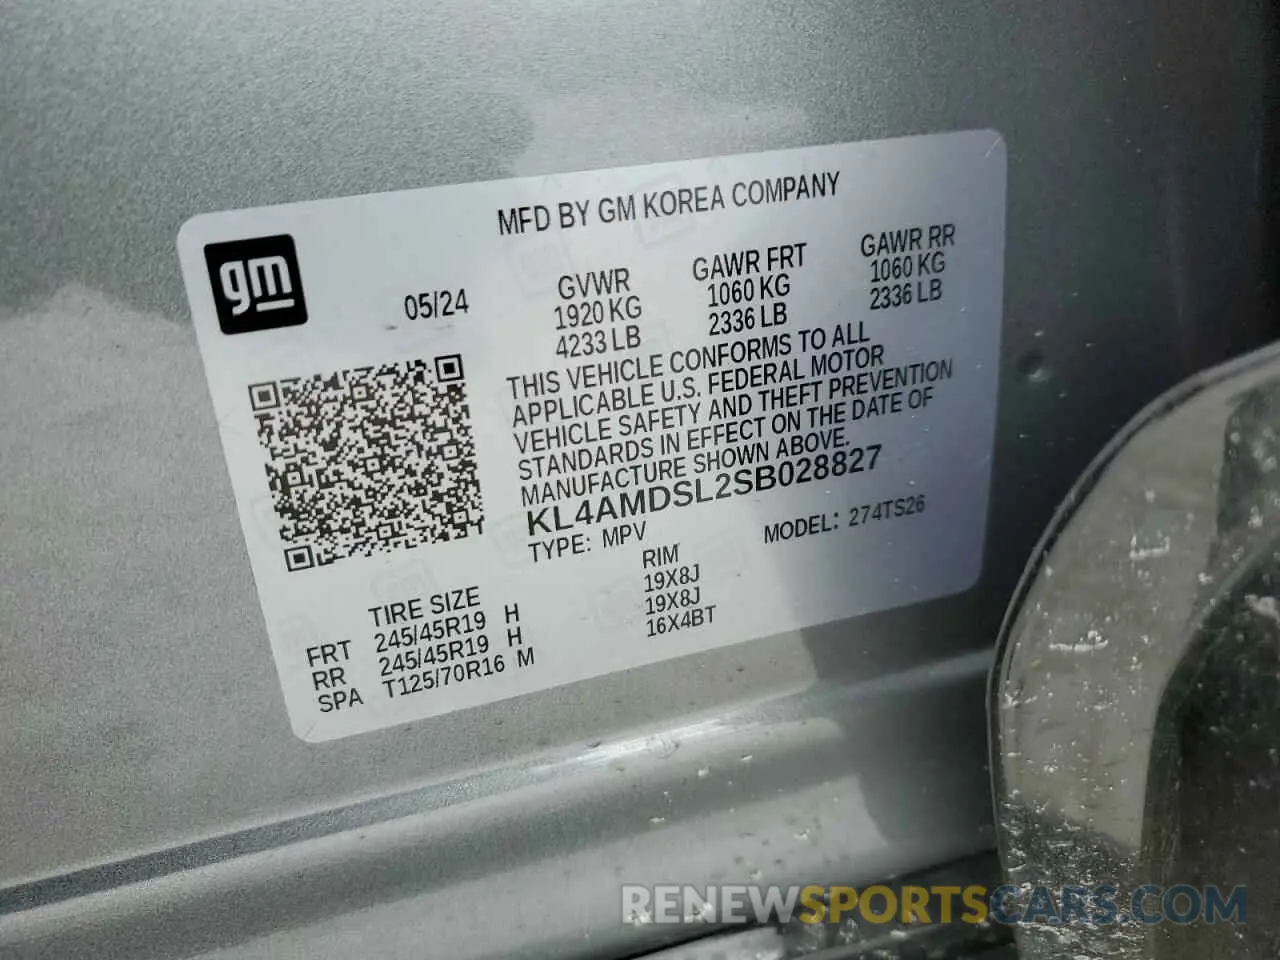 MFD BY GM KOREA COMPANY
gm
05/24
GVWR
1920 KG
4233 LB
GAWR FRT
1060 KG
2336 LB
GAWR RR
1060 KG
2336 LB
THIS VEHICLE CONFORMS TO ALL
APPLICABLE U.S. FEDERAL MOTOR
VEHICLE SAFETY AND THEFT PREVENTION
STANDARDS IN EFFECT ON THE DATE OF
MANUFACTURE SHOWN ABOVE.
KL4AMDSL2SB028827
TYPE: MPV
MODEL: 274TS26
TIRE SIZE
RIM
FRT 245/45R19 H 19X8J
RR 245/45R19 H 19X8J
SPA T125/70R16 M 16X4BT
RENEWSPORTSCARS.COM